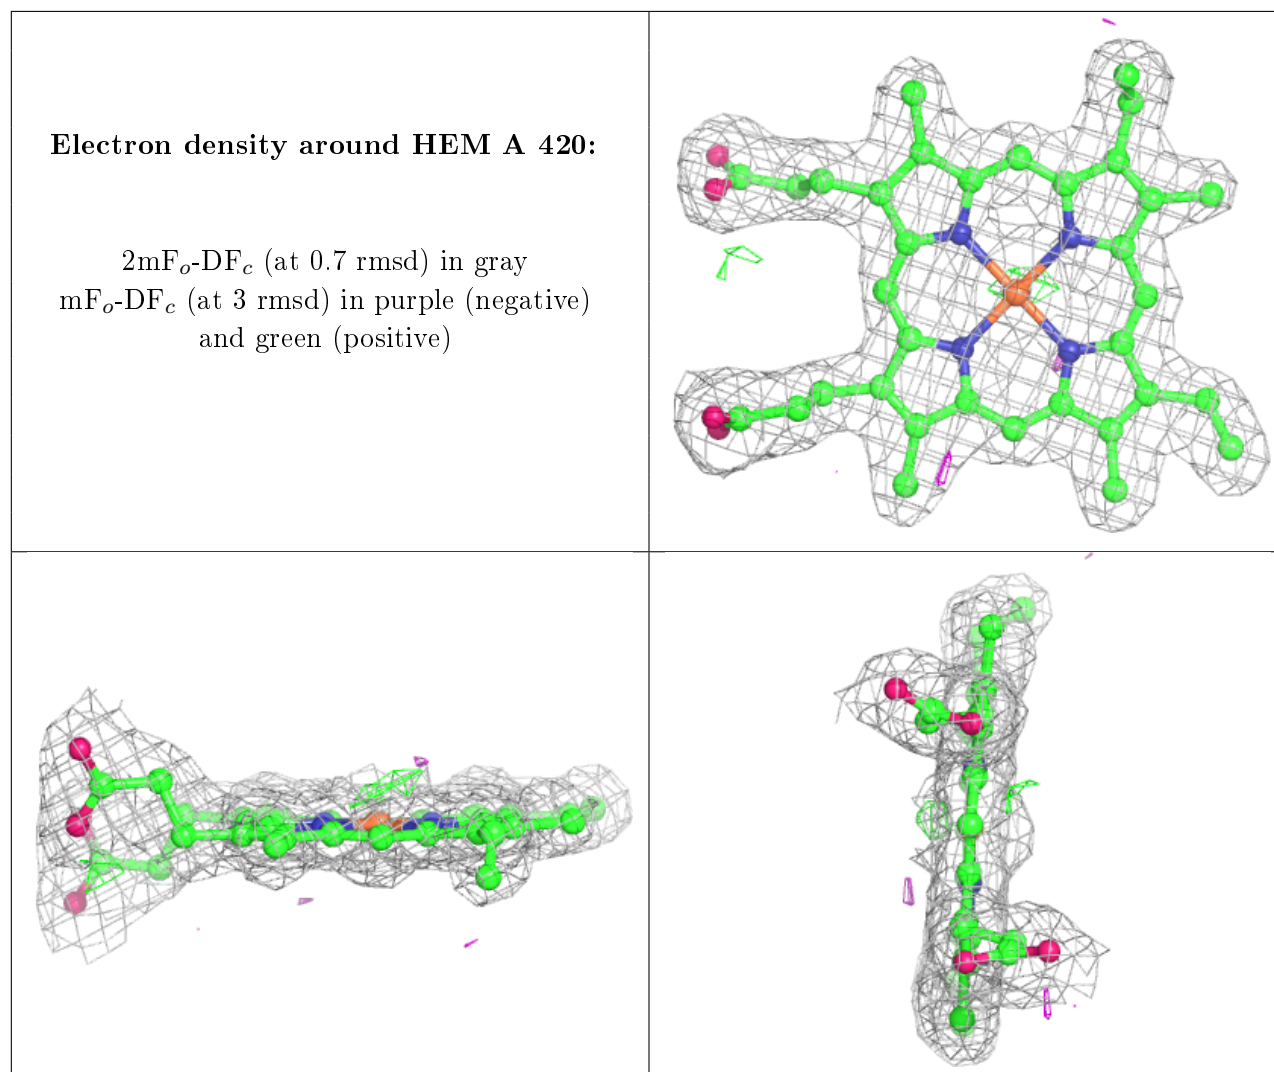 Electron density around HEM A 420:
2mFo-DFc (at 0.7 rmsd) in gray
mFo-DFc (at 3 rmsd) in purple (negative)
and green (positive)